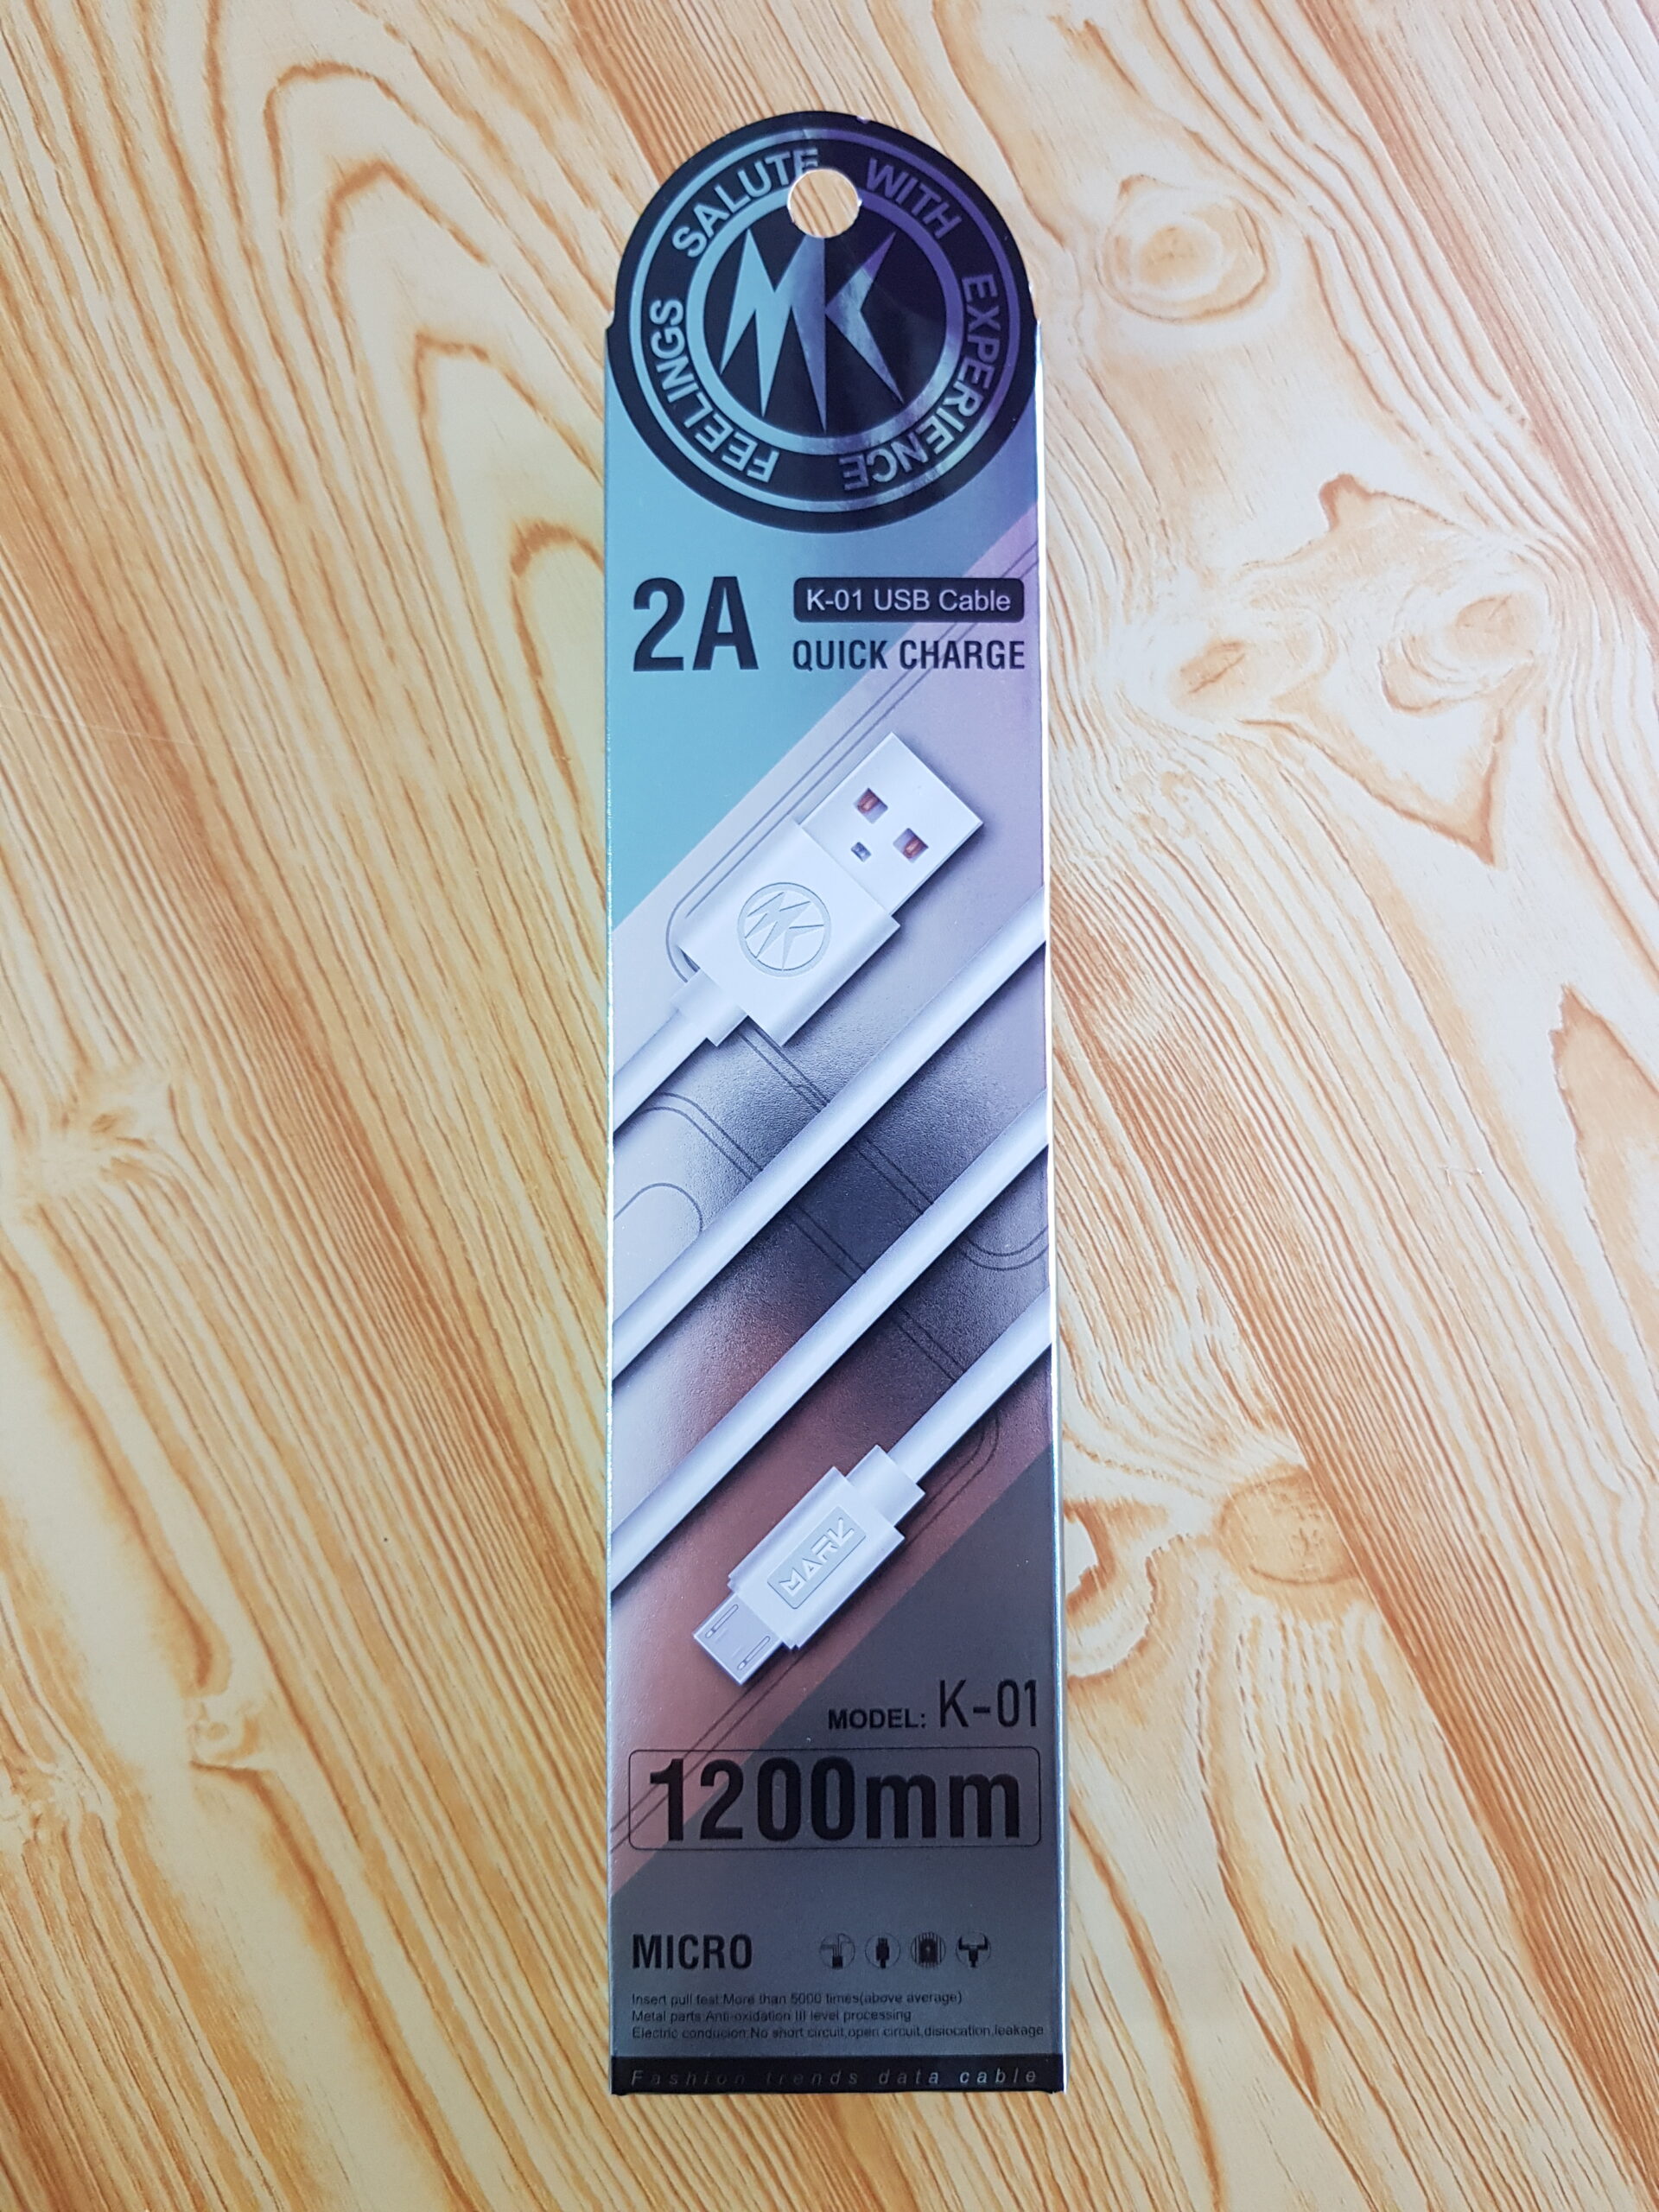 SALUTE WITH EXPERIENCE FEELINGS
MK
2A
K-01 USB Cable
QUICK CHARGE
MK
MARK
MODEL: K-01
1200mm
MICRO
Insert pull test:More than 5000 times(above average)
Metal parts:Anti-oxidation III level processing
Electric conducion:No short circuit,open circuit,dislocation,leakage
Fashion trends data cable